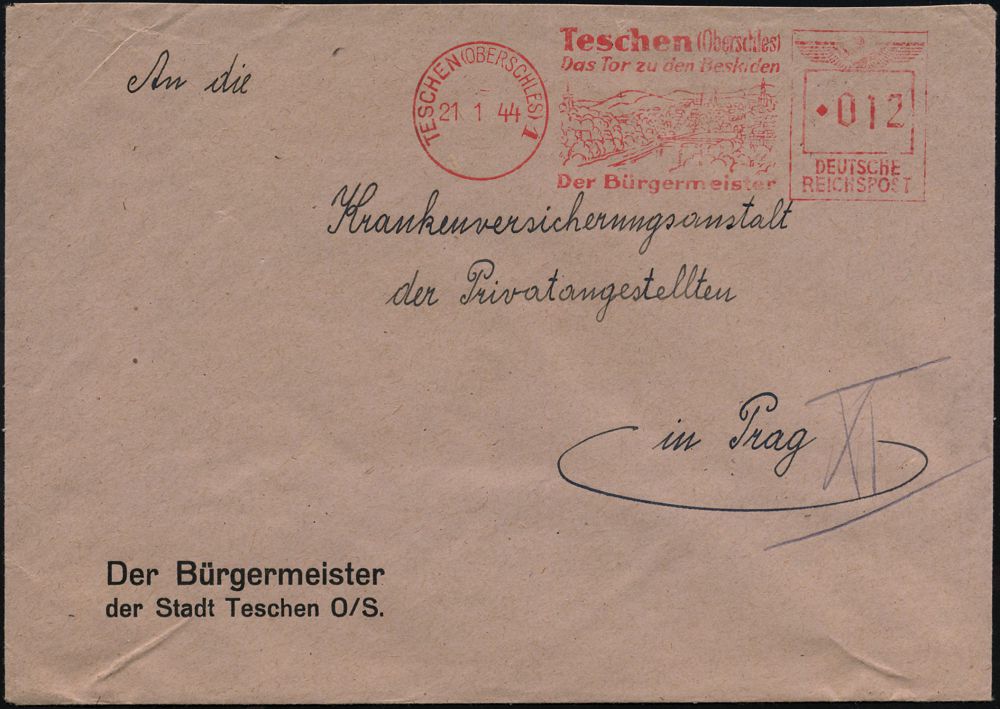 Teschen (Oberschles)
Das Tor zu den Beskiden
Der Bürgermeister
TESCHEN (OBERSCHLES) 1
21. 1. 44
012
DEUTSCHE
REICHSPOST
An die
Krankenversicherungsanstalt
der Privatangestellten
in Prag XI
Der Bürgermeister
der Stadt Teschen O/S.